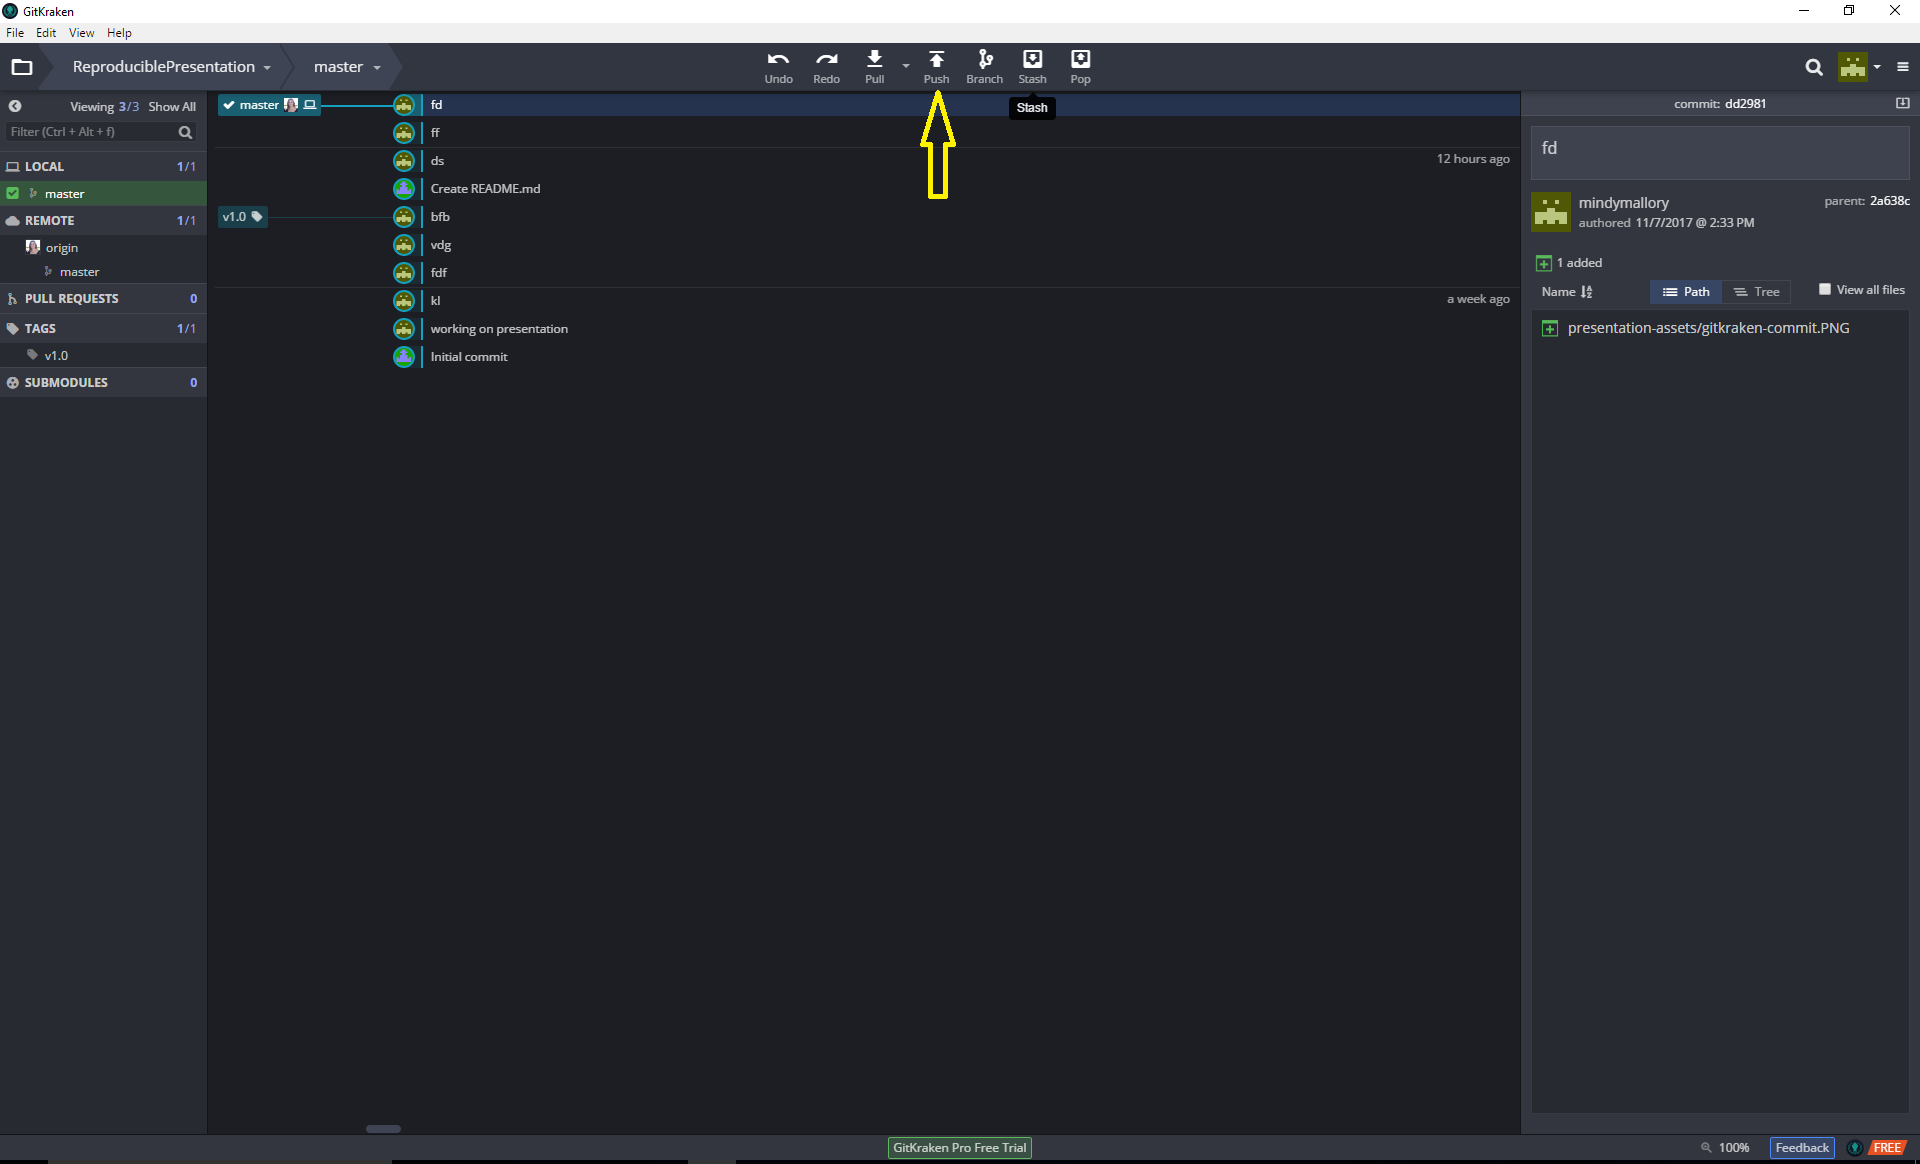 GitKraken
File Edit View Help
ReproduciblePresentation master Undo Redo Pull Push Branch Stash Pop
Stash
Viewing 3/3 Show All
Filter (Ctrl + Alt + f)
LOCAL 1/1
master
REMOTE 1/1
origin
master
PULL REQUESTS 0
TAGS 1/1
v1.0
SUBMODULES 0
master fd
ff
ds 12 hours ago
Create README.md
v1.0 bfb
vdg
fdf
kl a week ago
working on presentation
Initial commit
commit: dd2981
fd
mindymallory parent: 2a638c
authored 11/7/2017 @ 2:33 PM
1 added
Name Path Tree View all files
presentation-assets/gitkraken-commit.PNG
GitKraken Pro Free Trial 100% Feedback FREE